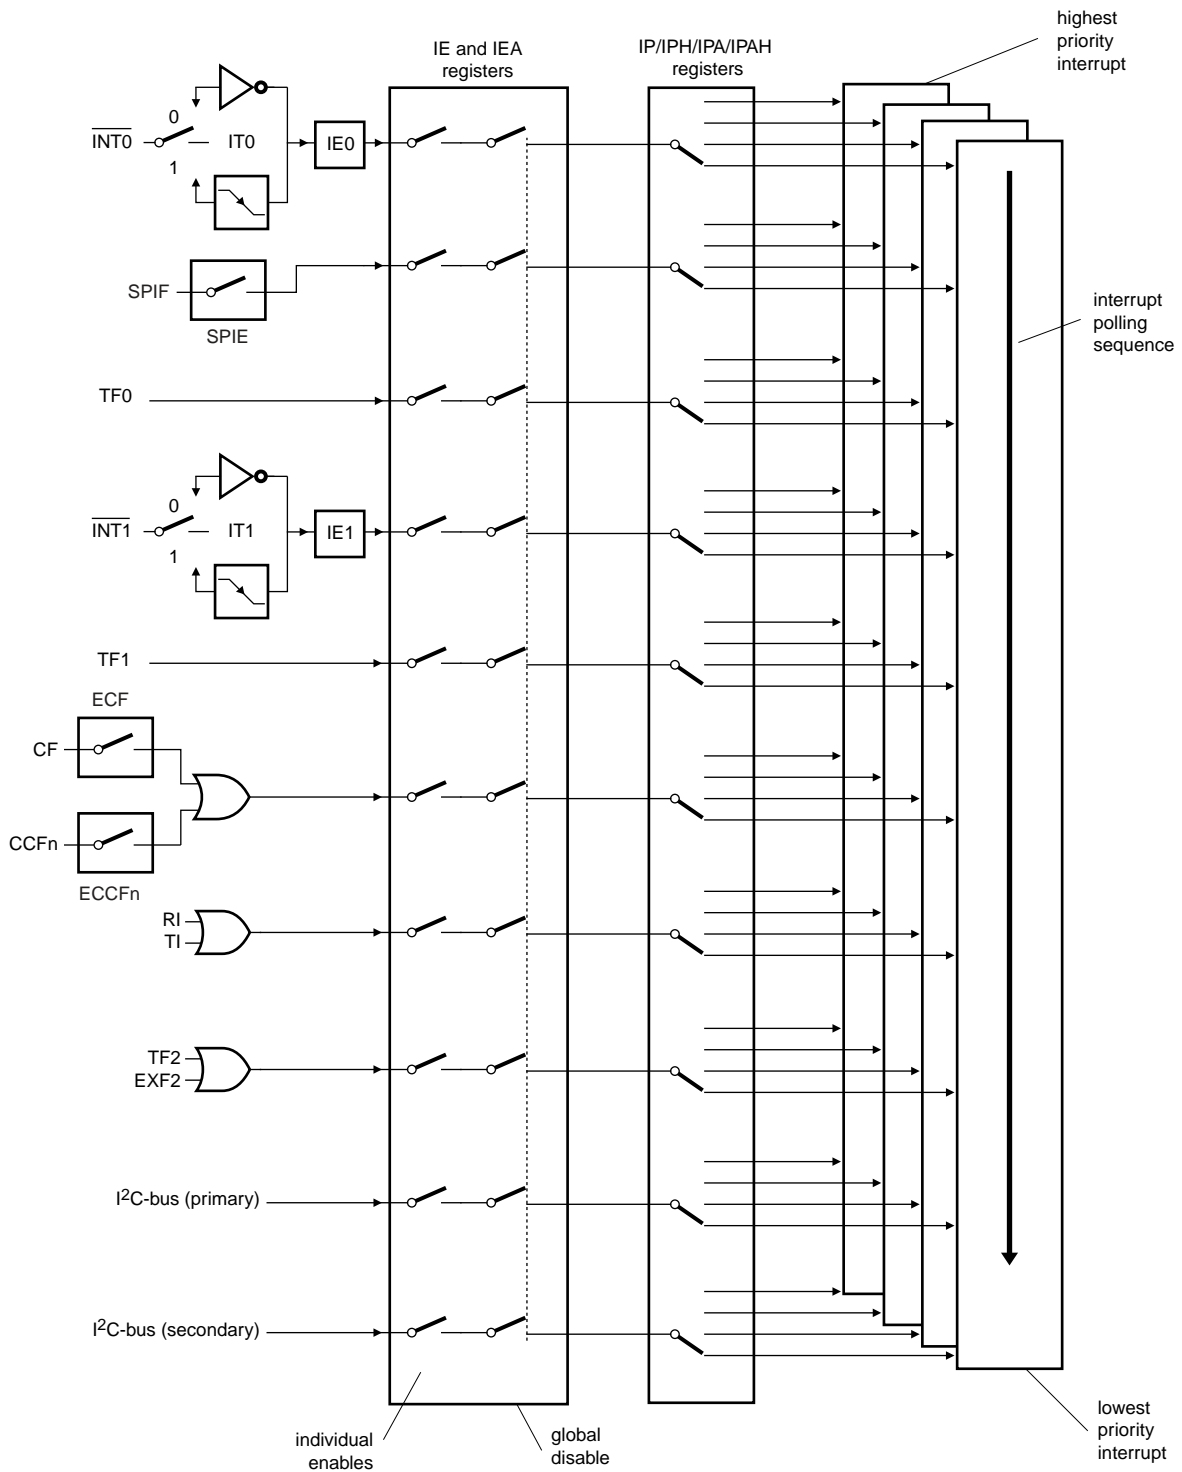 highest
priority
interrupt
IE and IEA
registers
IP/IPH/IPA/IPAH
registers
0
INT0
IT0
IE0
1
SPIF
SPIE
interrupt
polling
sequence
TF0
0
INT1
IT1
IE1
1
TF1
ECF
CF
CCFn
ECCFn
RI
TI
TF2
EXF2
I2C-bus (primary)
I2C-bus (secondary)
individual
enables
global
disable
lowest
priority
interrupt